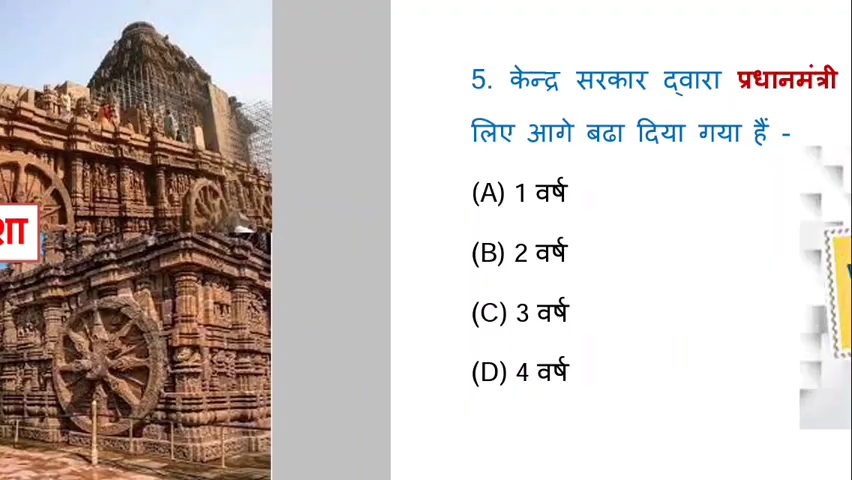 शा
5. केन्द्र सरकार द्वारा प्रधानमंत्री
लिए आगे बढा दिया गया हैं -
(A) 1 वर्ष
(B) 2 वर्ष
(C) 3 वर्ष
(D) 4 वर्ष